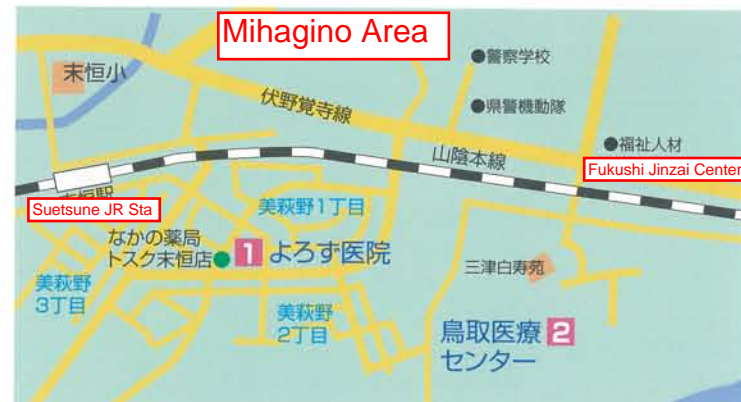 Mihagino Area
●警察学校
末恒小
伏野覚寺線
●県警機動隊
●福祉人材
山陰本線
Fukushi Jinzai Center
Suetsune JR Sta
美萩野1丁目
なかの薬局
トスク末恒店●
1 よろず医院
三津白寿苑
美萩野
3丁目
美萩野
2丁目
鳥取医療 2
センター